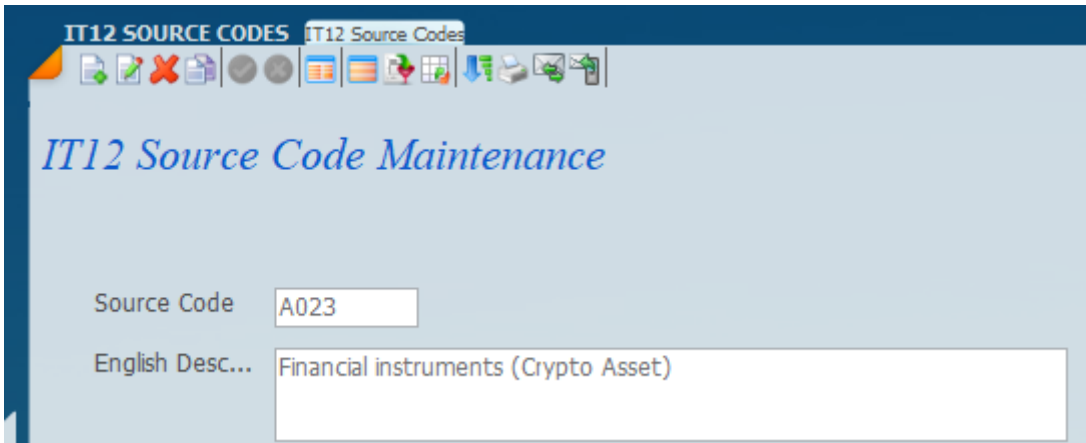 IT12 SOURCE CODES IT12 Source Codes
IT12 Source Code Maintenance
Source Code A023
English Desc... Financial instruments (Crypto Asset)